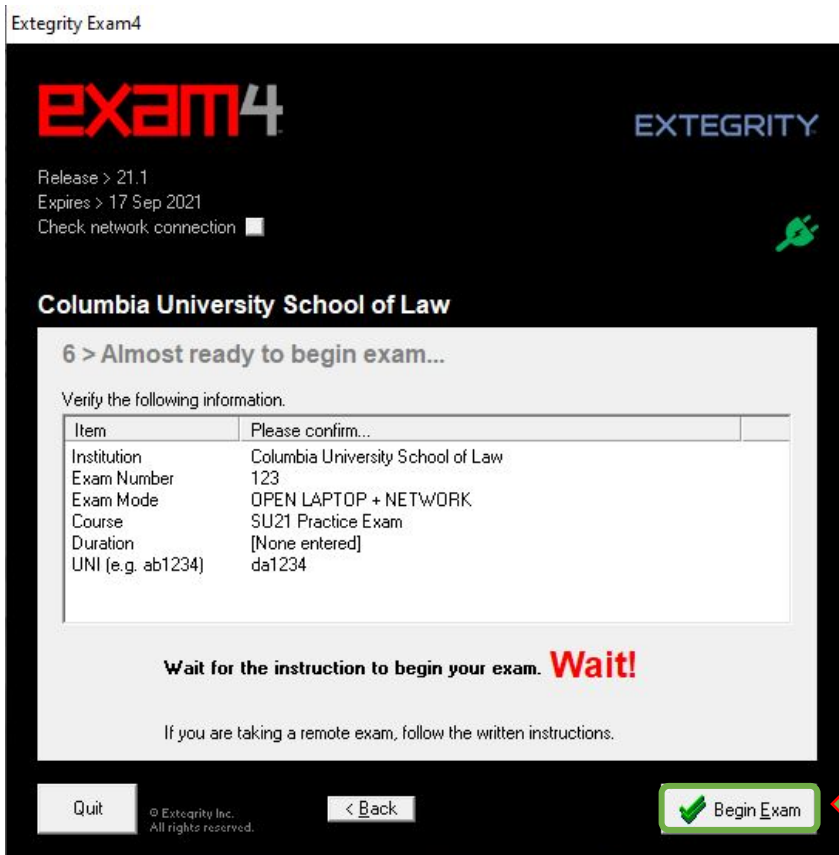 Extegrity Exam4
exam4
EXTEGRITY
Release > 21.1
Expires > 17 Sep 2021
Check network connection
Columbia University School of Law
6 > Almost ready to begin exam...
Verify the following information.
Item Please confirm...
Institution Columbia University School of Law
Exam Number 123
Exam Mode OPEN LAPTOP + NETWORK
Course SU21 Practice Exam
Duration [None entered]
UNI (e.g. ab1234) da1234
Wait for the instruction to begin your exam. Wait!
If you are taking a remote exam, follow the written instructions.
Quit
© Extegrity Inc.
All rights reserved.
< Back
Begin Exam